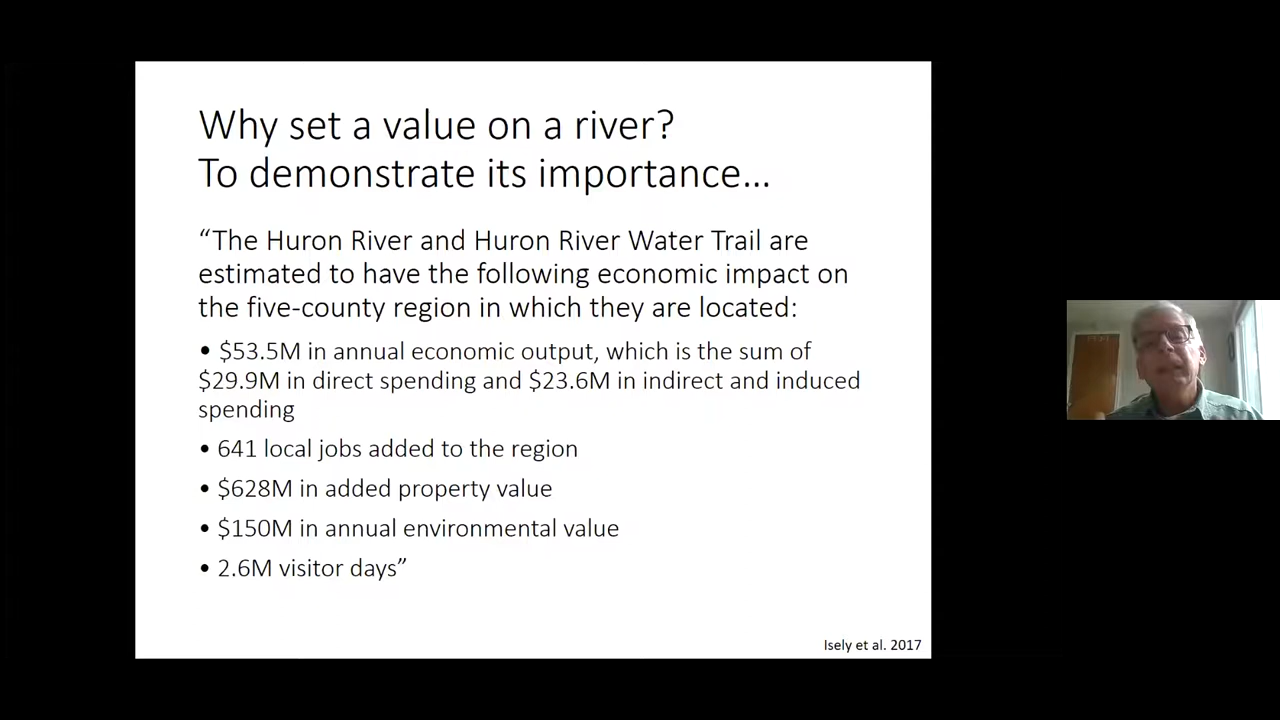 Why set a value on a river?
To demonstrate its importance…
“The Huron River and Huron River Water Trail are
estimated to have the following economic impact on
the five-county region in which they are located:
• $53.5M in annual economic output, which is the sum of
$29.9M in direct spending and $23.6M in indirect and induced
spending
• 641 local jobs added to the region
• $628M in added property value
• $150M in annual environmental value
• 2.6M visitor days”
Isely et al. 2017